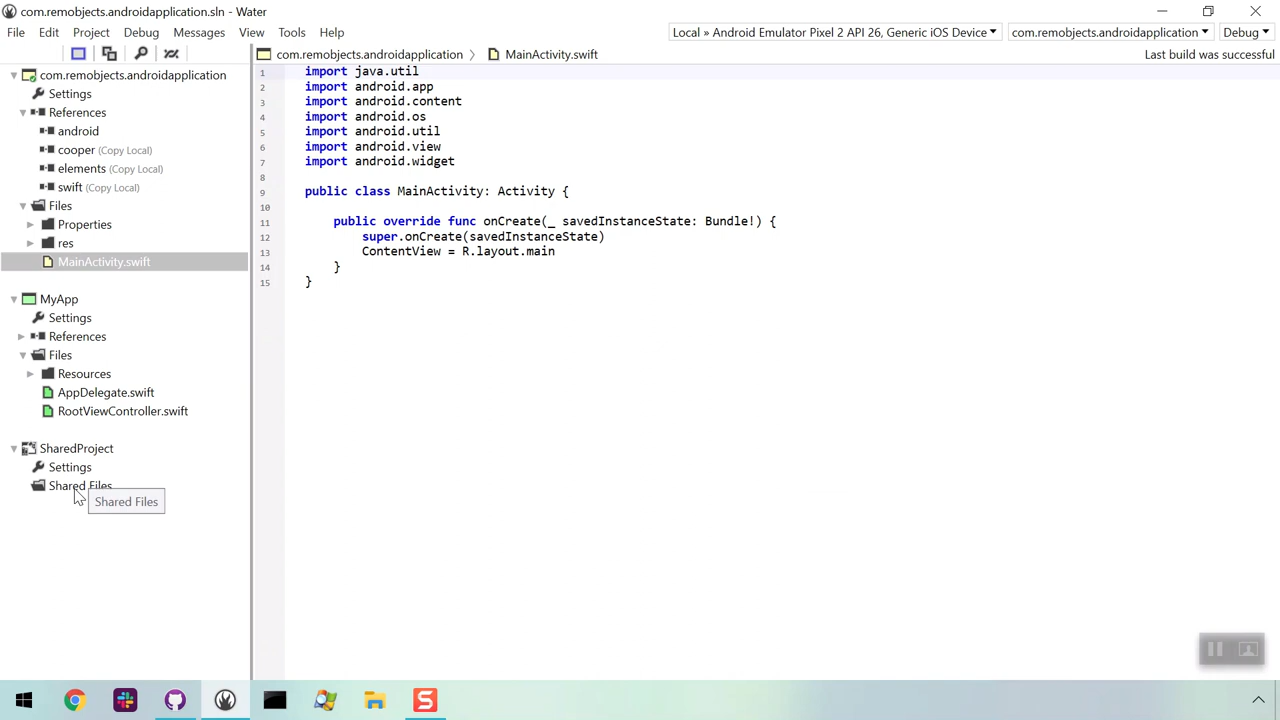 com.remobjects.androidapplication.sln - Water
File Edit Project Debug Messages View Tools Help
Local » Android Emulator Pixel 2 API 26, Generic iOS Device
com.remobjects.androidapplication
Debug
com.remobjects.androidapplication
MainActivity.swift
Last build was successful
com.remobjects.androidapplication
Settings
References
android
cooper (Copy Local)
elements (Copy Local)
swift (Copy Local)
Files
Properties
res
MainActivity.swift
MyApp
Settings
References
Files
Resources
AppDelegate.swift
RootViewController.swift
SharedProject
Settings
Shared Files
Shared Files
1 import java.util
2 import android.app
3 import android.content
4 import android.os
5 import android.util
6 import android.view
7 import android.widget
8
9 public class MainActivity: Activity {
10
11 public override func onCreate(_ savedInstanceState: Bundle!) {
12 super.onCreate(savedInstanceState)
13 ContentView = R.layout.main
14 }
15 }
S